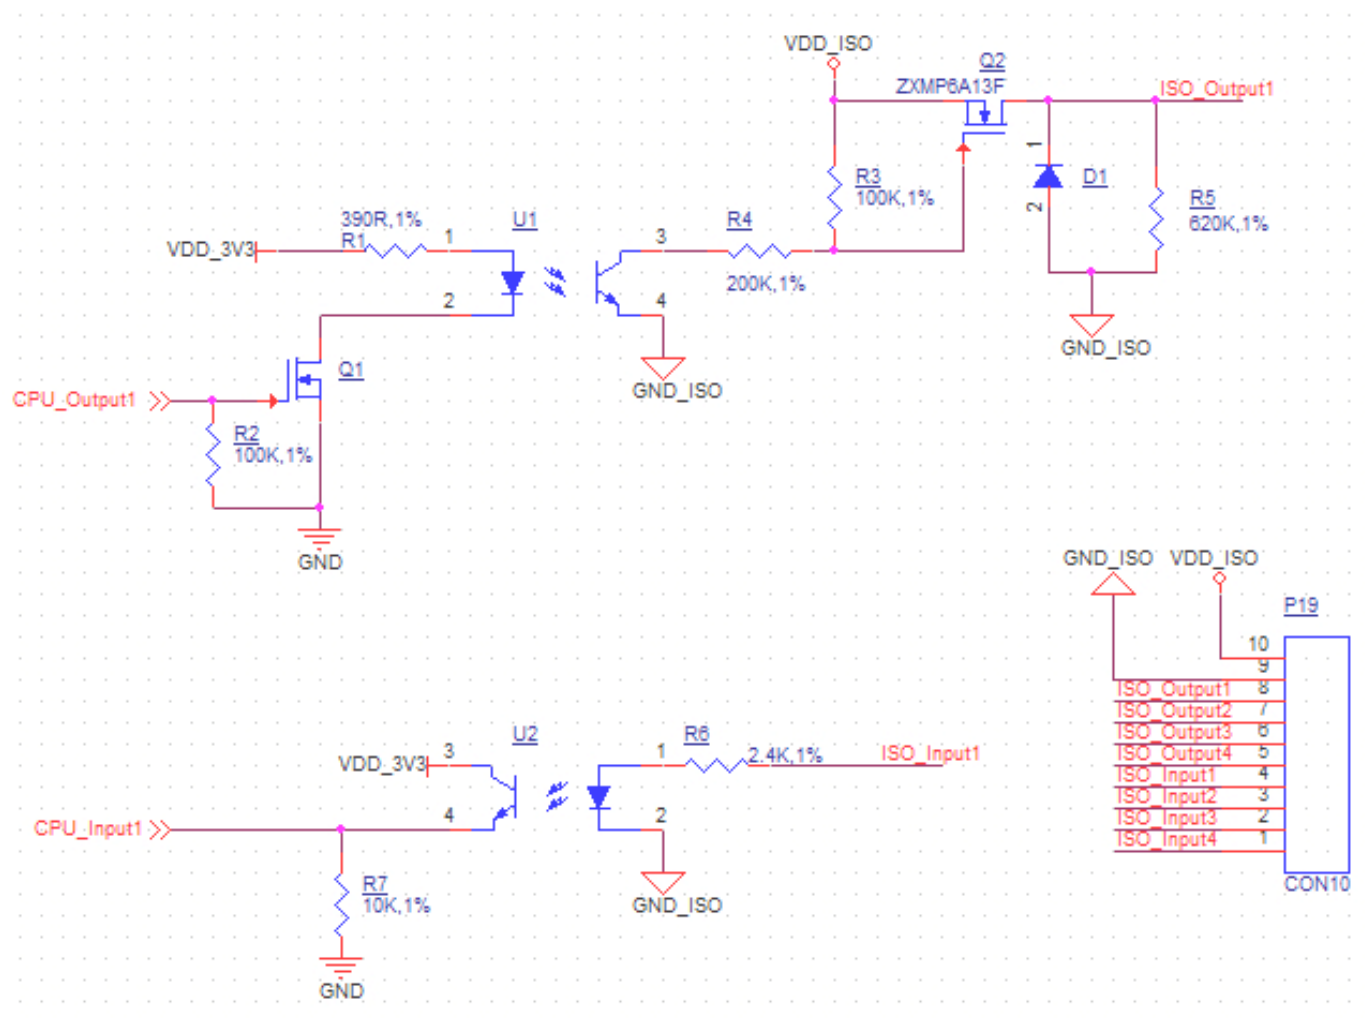 VDD_ISO
Q2
ZXMP6A13F
ISO_Output1
1
D1
2
R3
100K,1%
R5
620K,1%
390R,1%
R1
VDD_3V3
1
U1
3
R4
200K,1%
2
4
GND_ISO
GND_ISO
Q1
CPU_Output1
R2
100K,1%
GND
GND_ISO
VDD_ISO
P19
10
9
ISO_Output1 8
ISO_Output2 7
ISO_Output3 6
ISO_Output4 5
ISO_Input1 4
ISO_Input2 3
ISO_Input3 2
ISO_Input4 1
CON10
U2
VDD_3V3
3
1
R6
2.4K,1%
ISO_Input1
CPU_Input1
4
2
R7
10K,1%
GND_ISO
GND